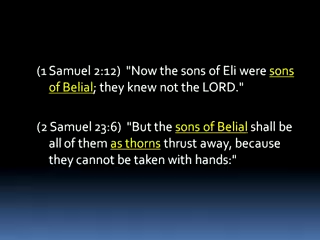 (1 Samuel 2:12)  "Now the sons of Eli were sons
of Belial; they knew not the LORD."
(2 Samuel 23:6)  "But the sons of Belial shall be
all of them as thorns thrust away, because
they cannot be taken with hands:"